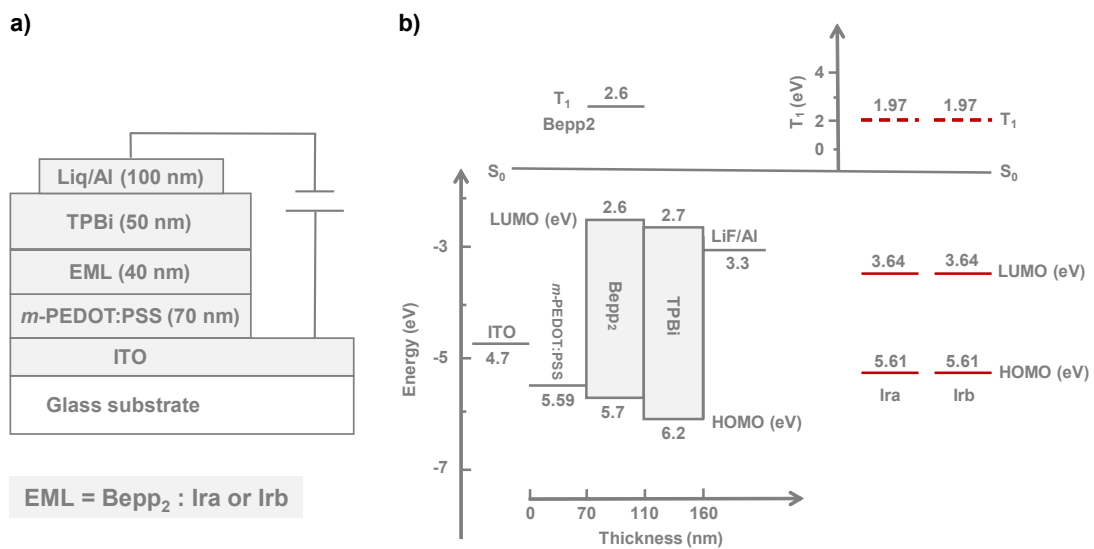 a)
Liq/Al (100 nm)
TPBi (50 nm)
EML (40 nm)
m-PEDOT:PSS (70 nm)
ITO
Glass substrate
EML = Bepp₂ : Ira or Irb
b)
T₁
Bepp2
2.6
T₁ (eV)
4
2
0
1.97
1.97
T₁
S₀
S₀
Energy (eV)
-3
-5
-7
LUMO (eV)
2.6
2.7
LiF/Al
3.3
ITO
4.7
m-PEDOT:PSS
5.59
Bepp₂
5.7
TPBi
6.2
HOMO (eV)
3.64
3.64
LUMO (eV)
5.61
5.61
HOMO (eV)
Ira
Irb
0
70
110
160
Thickness (nm)